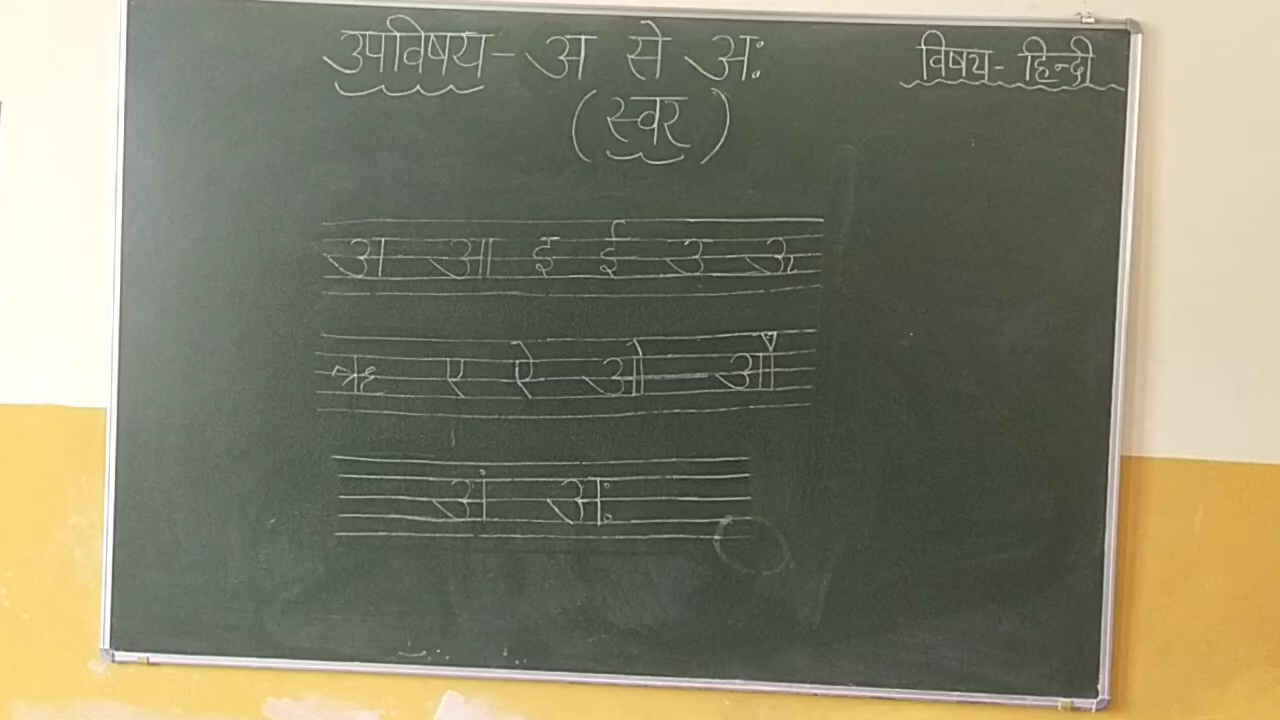 उपविषय - अ से अः
विषय - हिन्दी
(स्वर)
अ आ इ ई उ ऊ
ऋ ए ऐ ओ औ
अं अः